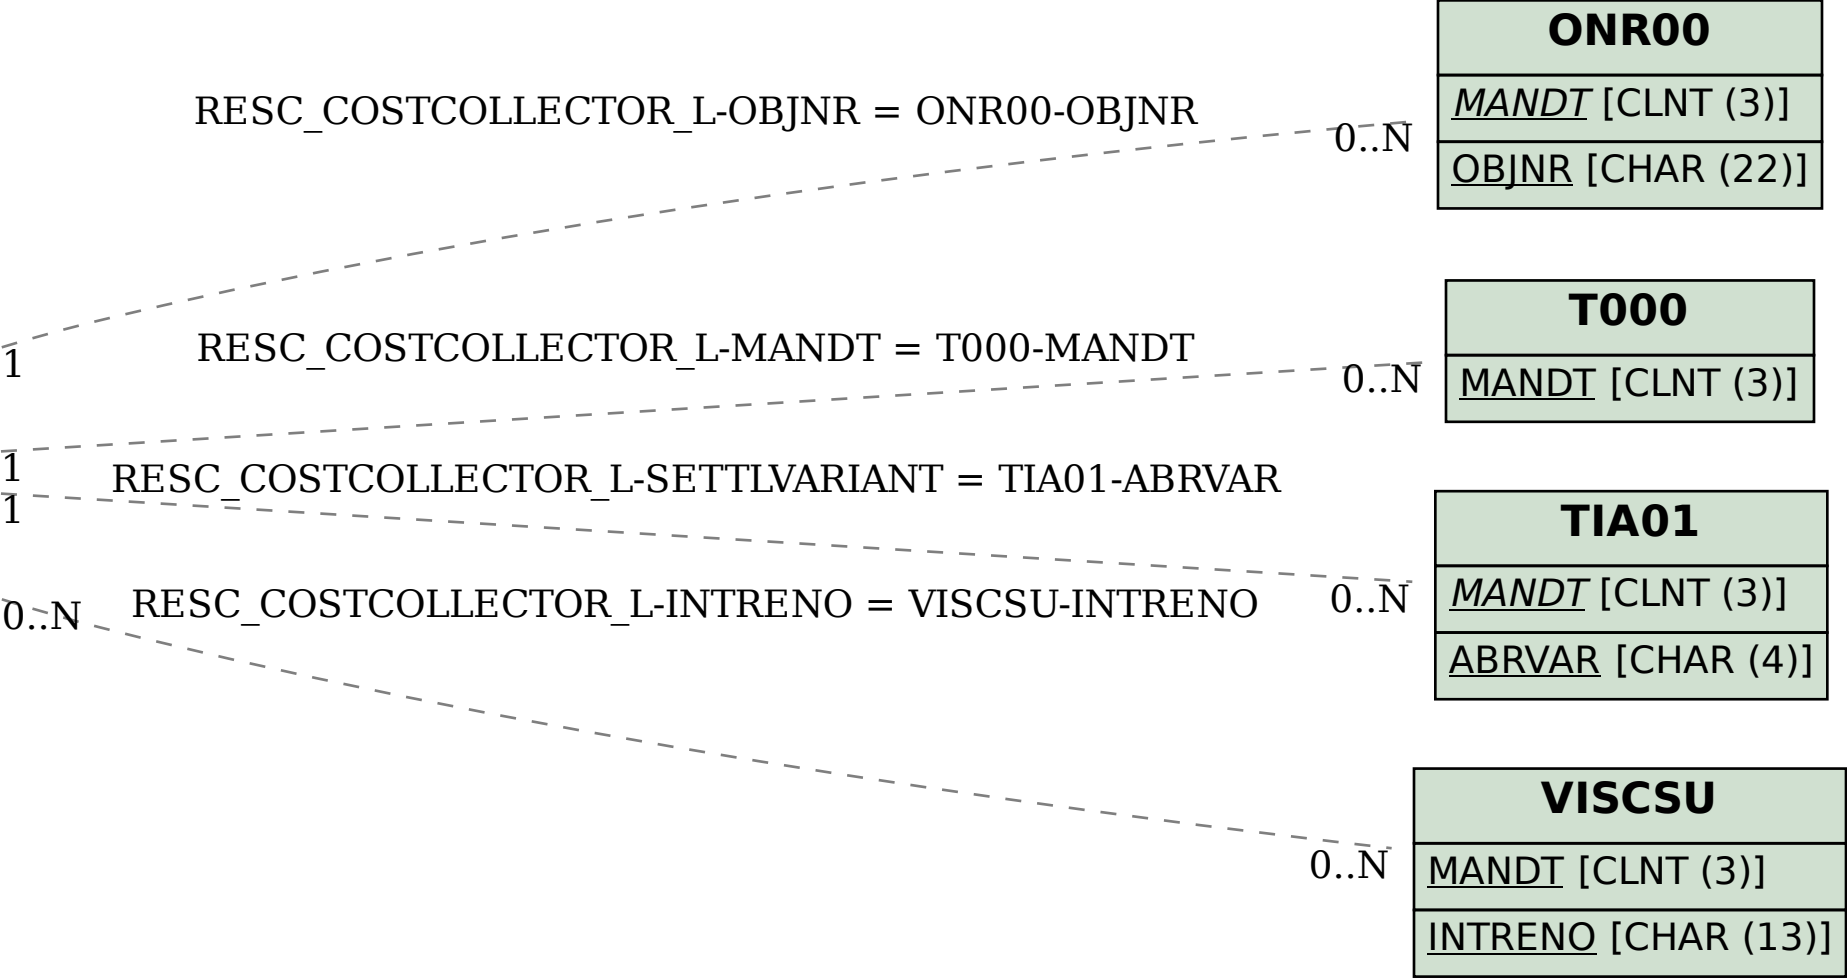 ONR00
RESC_COSTCOLLECTOR_L-OBJNR = ONR00-OBJNR
MANDT [CLNT (3)]
0..N
OBJNR [CHAR (22)]
T000
RESC_COSTCOLLECTOR_L-MANDT = T000-MANDT
1
0..N
MANDT [CLNT (3)]
1
RESC_COSTCOLLECTOR_L-SETTLVARIANT = TIA01-ABRVAR
1
TIA01
0..N
RESC_COSTCOLLECTOR_L-INTRENO = VISCSU-INTRENO
0..N
MANDT [CLNT (3)]
ABRVAR [CHAR (4)]
VISCSU
0..N
MANDT [CLNT (3)]
INTRENO [CHAR (13)]